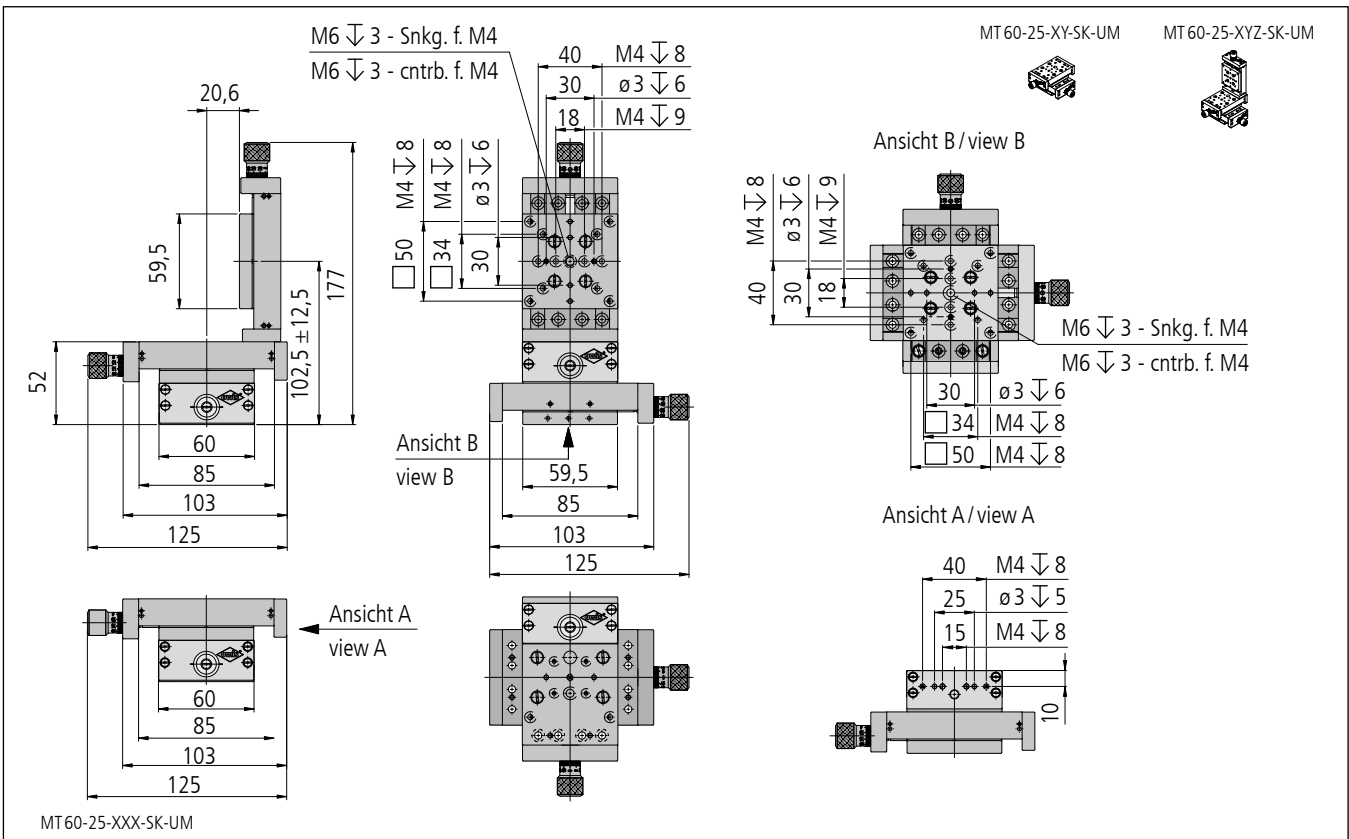 M6 ↧ 3 - Snkg. f. M4
M6 ↧ 3 - cntrb. f. M4
40 M4 ↧ 8
30 ø3 ↧ 6
18 M4 ↧ 9
20,6
M4 ↧ 8
M4 ↧ 8
ø3 ↧ 6
□ 50
□ 34
30
59,5
177
102,5 ± 12,5
52
60
85
103
125
Ansicht B
view B
59,5
85
103
125
MT60-25-XY-SK-UM
MT60-25-XYZ-SK-UM
Ansicht B / view B
M4 ↧ 8
ø3 ↧ 6
M4 ↧ 9
40
30
18
M6 ↧ 3 - Snkg. f. M4
M6 ↧ 3 - cntrb. f. M4
30 ø3 ↧ 6
□ 34 M4 ↧ 8
□ 50 M4 ↧ 8
Ansicht A
view A
60
85
103
125
Ansicht A / view A
40 M4 ↧ 8
25 ø3 ↧ 5
15 M4 ↧ 8
10
MT60-25-XXX-SK-UM